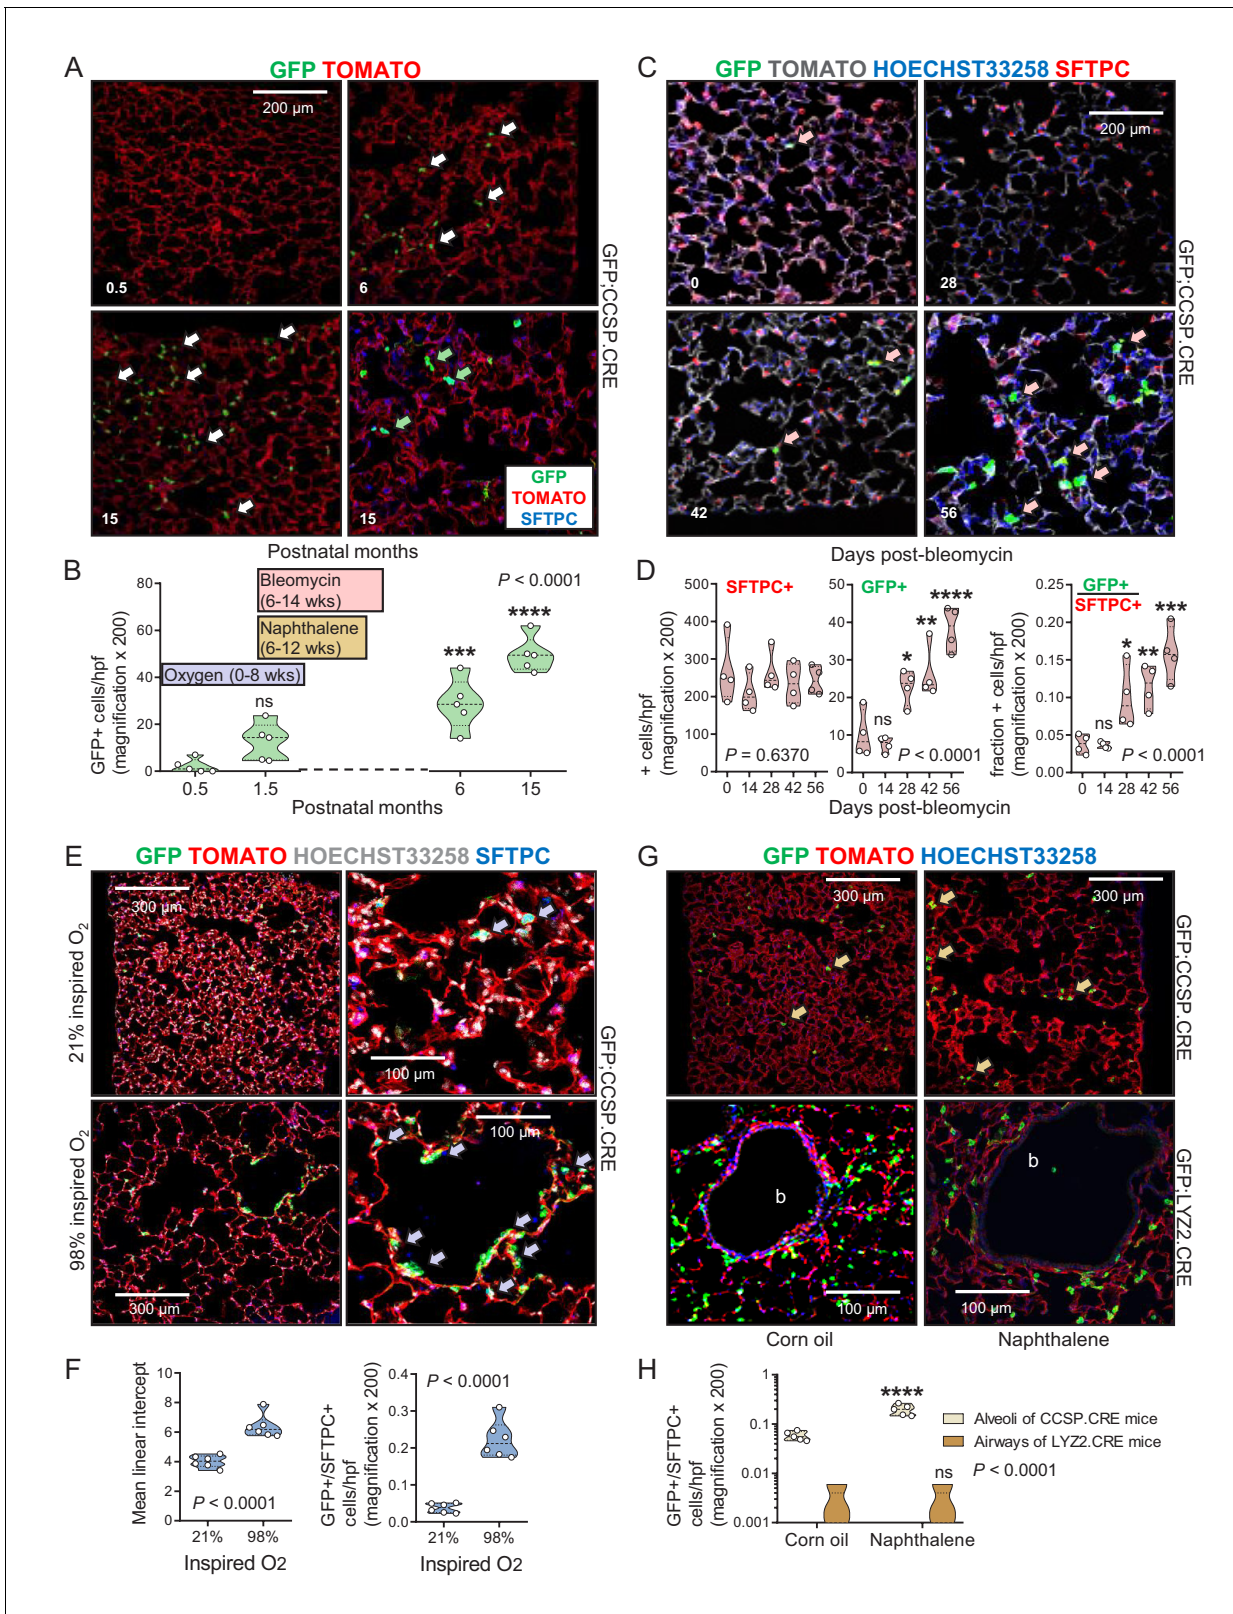 A
GFP TOMATO
200 µm
0.5
6
15
15
GFP
TOMATO
SFTPC
GFP;CCSP.CRE
Postnatal months
B
GFP+ cells/hpf
(magnification x 200)
80
60
40
20
0
Bleomycin
(6-14 wks)
Naphthalene
(6-12 wks)
Oxygen (0-8 wks)
P < 0.0001
ns
***
****
0.5
1.5
6
15
Postnatal months
C
GFP TOMATO HOECHST33258 SFTPC
200 µm
0
28
42
56
GFP;CCSP.CRE
Days post-bleomycin
D
+ cells/hpf
(magnification x 200)
500
400
300
200
100
0
SFTPC+
P = 0.6370
0 14 28 42 56
50
40
30
20
10
0
GFP+
ns
*
**
****
P < 0.0001
0 14 28 42 56
fraction + cells/hpf
(magnification x 200)
0.25
0.20
0.15
0.10
0.05
0.00
GFP+
SFTPC+
ns
*
**
***
P < 0.0001
0 14 28 42 56
Days post-bleomycin
E
GFP TOMATO HOECHST33258 SFTPC
21% inspired O2
98% inspired O2
300 µm
100 µm
300 µm
100 µm
GFP;CCSP.CRE
F
Mean linear intercept
10
8
6
4
2
0
P < 0.0001
21% 98%
Inspired O2
GFP+/SFTPC+
cells/hpf
(magnification x 200)
0.4
0.3
0.2
0.1
0.0
P < 0.0001
21% 98%
Inspired O2
G
GFP TOMATO HOECHST33258
300 µm
300 µm
GFP;CCSP.CRE
b
100 µm
b
100 µm
GFP;LYZ2.CRE
Corn oil
Naphthalene
H
GFP+/SFTPC+
cells/hpf
(magnification x 200)
1
0.1
0.01
0.001
****
ns
Alveoli of CCSP.CRE mice
Airways of LYZ2.CRE mice
P < 0.0001
Corn oil
Naphthalene